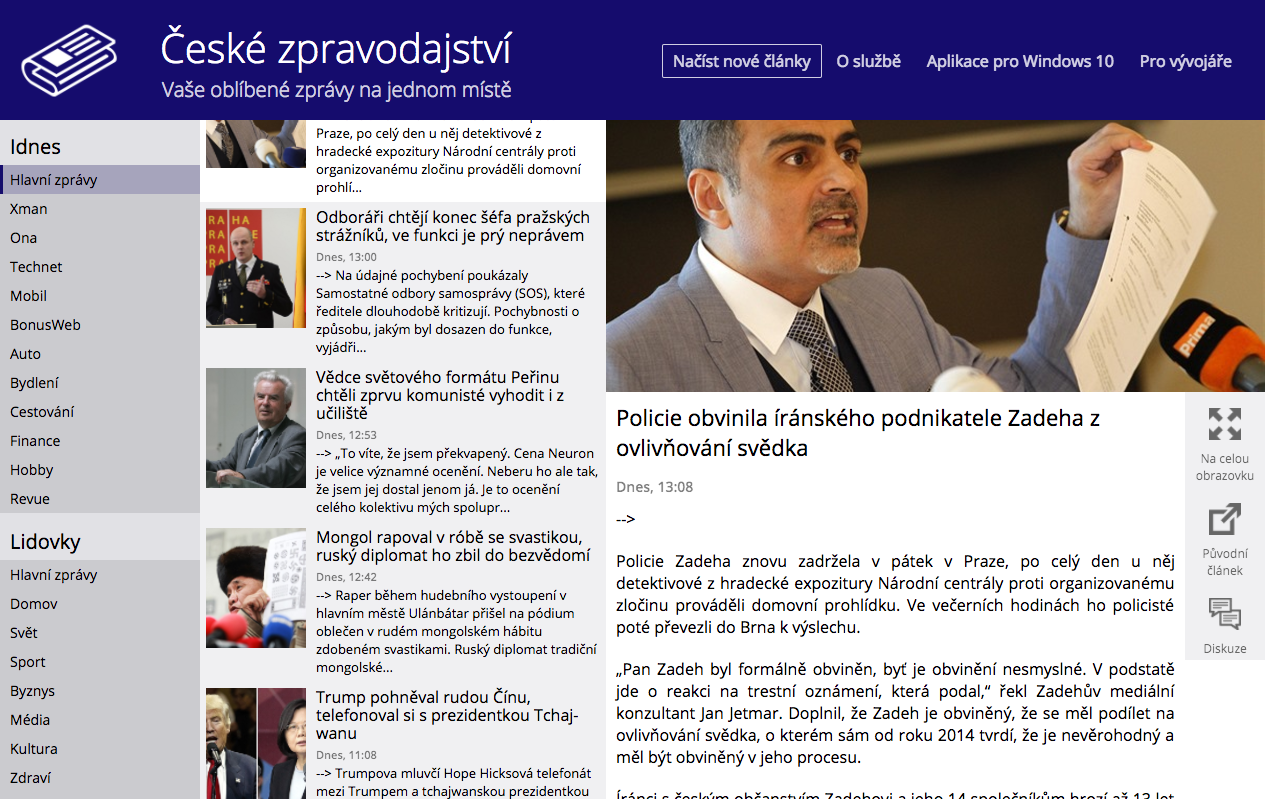 České zpravodajství
Vaše oblíbené zprávy na jednom místě
Načíst nové články
O službě
Aplikace pro Windows 10
Pro vývojáře
Idnes
Hlavní zprávy
Xman
Ona
Technet
Mobil
BonusWeb
Auto
Bydlení
Cestování
Finance
Hobby
Revue
Lidovky
Hlavní zprávy
Domov
Svět
Sport
Byznys
Média
Kultura
Zdraví
Praze, po celý den u něj detektivové z
hradecké expozitury Národní centrály proti
organizovanému zločinu prováděli domovní
prohlí...
Odboráři chtějí konec šéfa pražských
strážníků, ve funkci je prý neprávem
Dnes, 13:00
--> Na údajné pochybení poukázaly
Samostatné odbory samosprávy (SOS), které
ředitele dlouhodobě kritizují. Pochybnosti o
způsobu, jakým byl dosazen do funkce,
vyjádři...
Vědce světového formátu Peřinu
chtěli zprvu komunisté vyhodit i z
učiliště
Dnes, 12:53
--> „To víte, že jsem překvapený. Cena Neuron
je velice významné ocenění. Neberu ho ale tak,
že jsem jej dostal jenom já. Je to ocenění
celého kolektivu mých spolupr...
Mongol rapoval v róbě se svastikou,
ruský diplomat ho zbil do bezvědomí
Dnes, 12:42
--> Raper během hudebního vystoupení v
hlavním městě Ulánbátar přišel na pódium
oblečen v rudém mongolském hábitu
zdobeném svastikami. Ruský diplomat tradiční
mongolské...
Trump pohněval rudou Čínu,
telefonoval si s prezidentkou Tchaj-
wanu
Dnes, 11:08
--> Trumpova mluvčí Hope Hicksová telefonát
mezi Trumpem a tchajwanskou prezidentkou
Prima
Policie obvinila íránského podnikatele Zadeha z
ovlivňování svědka
Dnes, 13:08
-->
Policie Zadeha znovu zadržela v pátek v Praze, po celý den u něj
detektivové z hradecké expozitury Národní centrály proti organizovanému
zločinu prováděli domovní prohlídku. Ve večerních hodinách ho policisté
poté převezli do Brna k výslechu.
„Pan Zadeh byl formálně obviněn, byť je obvinění nesmyslné. V podstatě
jde o reakci na trestní oznámení, která podal,“ řekl Zadehův mediální
konzultant Jan Jetmar. Doplnil, že Zadeh je obviněný, že se měl podílet na
ovlivňování svědka, o kterém sám od roku 2014 tvrdí, že je nevěrohodný a
měl být obviněný v jeho procesu.
Íránci s českým občanstvím Zadehovi a jeho 14 společníkům hrozí až 13 let
Na celou
obrazovku
Původní
článek
Diskuze